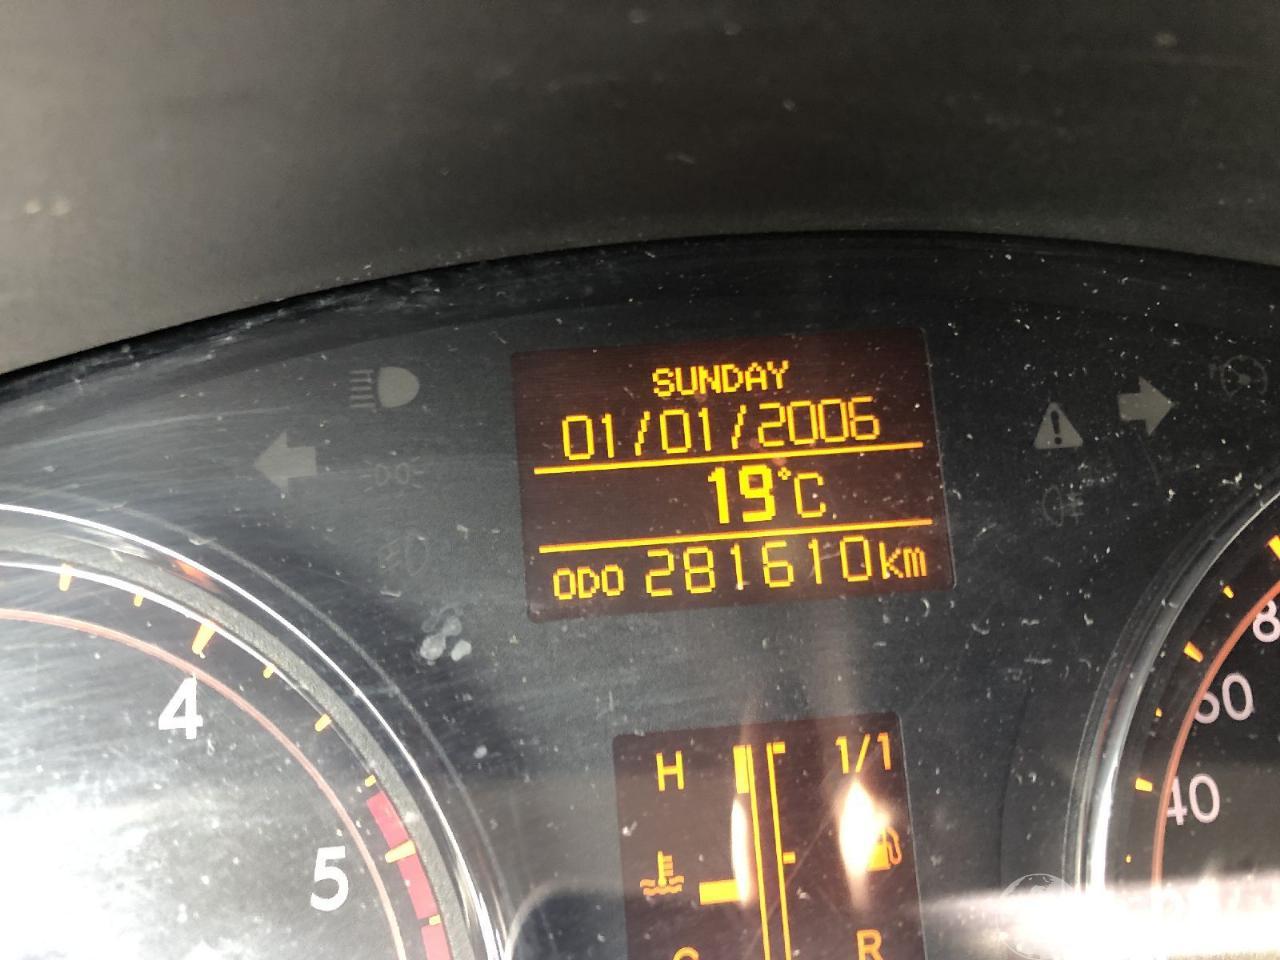 SUNDAY
01/01/2006
19°C
ODO 281610km
4
5
H
1/1
R
60
40